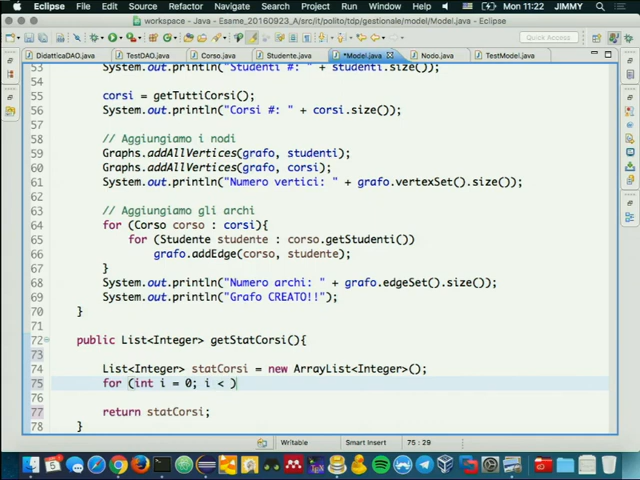 Eclipse File Edit Source Refactor Navigate Search Project Run Window Help Mon 11:22 JIMMY
workspace - Java - Esame_20160923_A/src/it/polito/tdp/gestionale/model/Model.java - Eclipse
Quick Access
DidatticaDAO.java TestDAO.java Corso.java Studente.java *Model.java Nodo.java TestModel.java
53 System.out.println("Studenti #: " + studenti.size());
54
55 corsi = getTuttiCorsi();
56 System.out.println("Corsi #: " + corsi.size());
57
58 // Aggiungiamo i nodi
59 Graphs.addAllVertices(grafo, studenti);
60 Graphs.addAllVertices(grafo, corsi);
61 System.out.println("Numero vertici: " + grafo.vertexSet().size());
62
63 // Aggiungiamo gli archi
64 for (Corso corso : corsi){
65 for (Studente studente : corso.getStudenti())
66 grafo.addEdge(corso, studente);
67 }
68 System.out.println("Numero archi: " + grafo.edgeSet().size());
69 System.out.println("Grafo CREATO!!");
70 }
71
72 public List<Integer> getStatCorsi(){
73
74 List<Integer> statCorsi = new ArrayList<Integer>();
75 for (int i = 0; i < )
76
77 return statCorsi;
78 }
Writable Smart Insert 75 : 29